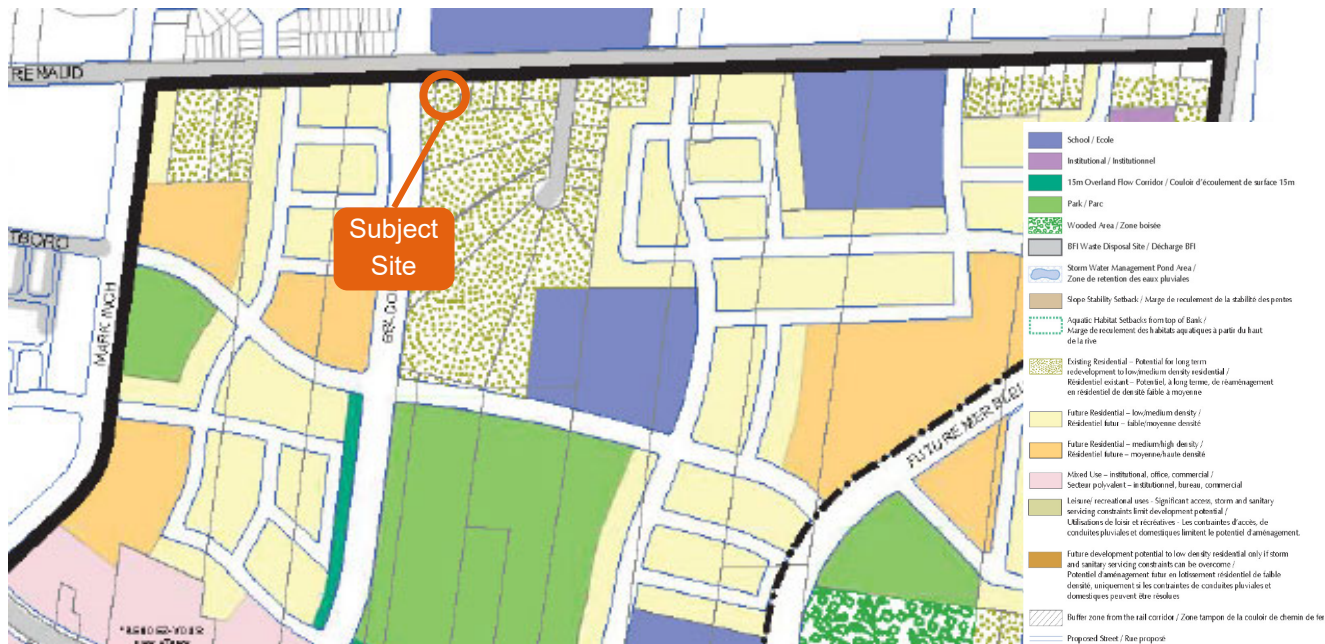 RENAUD
Subject
Site
TBORO
MARKINCH
FUTURE MER BLEU
School / Ecole
Institutional / Institutionnel
15m Overland Flow Corridor / Couloir d'écoulement de surface 15m
Park / Parc
Wooded Area / Zone boisée
BFI Waste Disposal Site / Décharge BFI
Storm Water Management Pond Area /
Zone de retention des eaux pluviales
Slope Stability Setback / Marge de reculement de la stabilité des pentes
Aquatic Habitat Setbacks from top of Bank /
Marge de reculement des habitats aquatiques à partir du haut
de la rive
Existing Residential – Potential for long term
redevelopment to low/medium density residential /
Résidentiel existant – Potentiel, à long terme, de réaménagement
en résidentiel de densité faible à moyenne
Future Residential – low/medium density /
Résidentiel futur – faible/moyenne densité
Future Residential – medium/high density /
Résidentiel future – moyenne/haute densité
Mixed Use – institutional, office, commercial /
Secteur polyvalent – institutionnel, bureau, commercial
Leisure/ recreational uses - Significant access, storm and sanitary
servicing constraints limit development potential /
Utilisations de loisir et récréatives - Les contraintes d'accès, de
conduites pluviales et domestiques limitent le potentiel d'aménagement.
Future development potential to low density residential only if storm
and sanitary servicing constraints can be overcome /
Potentiel d'aménagement futur en lotissement résidentiel de faible
densité, uniquement si les contraintes de conduites pluviales et
domestiques peuvent être résolues
Buffer zone from the rail corridor / Zone tampon de la couloir de chemin de fer
Proposed Street / Rue proposé